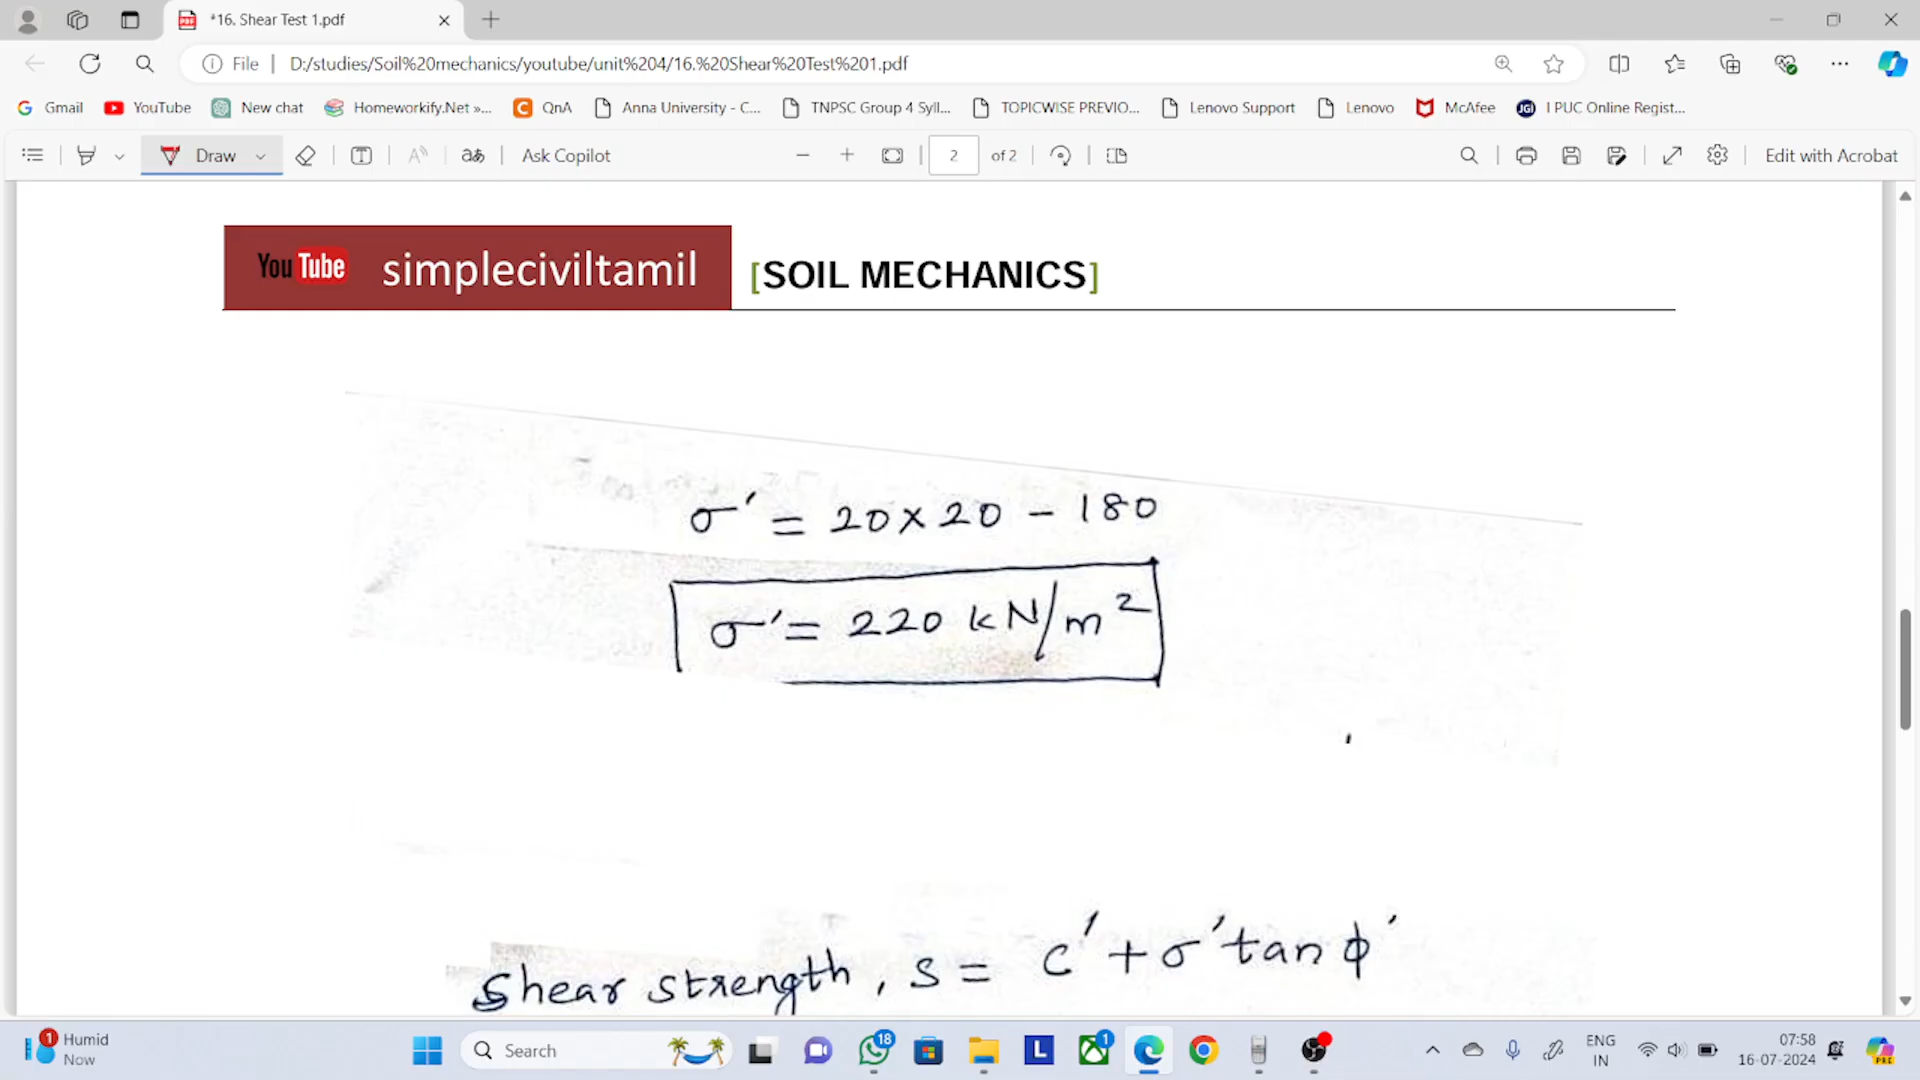 *16. Shear Test 1.pdf
File D:/studies/Soil%20mechanics/youtube/unit%204/16.%20Shear%20Test%201.pdf
Gmail YouTube New chat Homeworkify.Net »... QnA Anna University - C... TNPSC Group 4 Syll... TOPICWISE PREVIO... Lenovo Support Lenovo McAfee I PUC Online Regist...
Draw Ask Copilot 2 of 2 Edit with Acrobat
YouTube simpleciviltamil [SOIL MECHANICS]
σ' = 20 × 20 - 180
σ' = 220 kN/m²
Shear strength, s = c' + σ' tan ϕ'
1 Humid
Now
Search
18
1
ENG
IN
07:58
16-07-2024